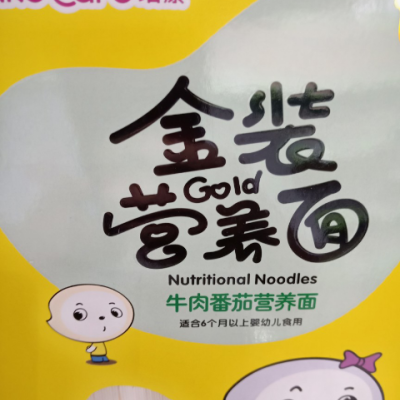 金装
Gold
营养面
Nutritional Noodles
牛肉番茄营养面
适合6个月以上婴幼儿食用